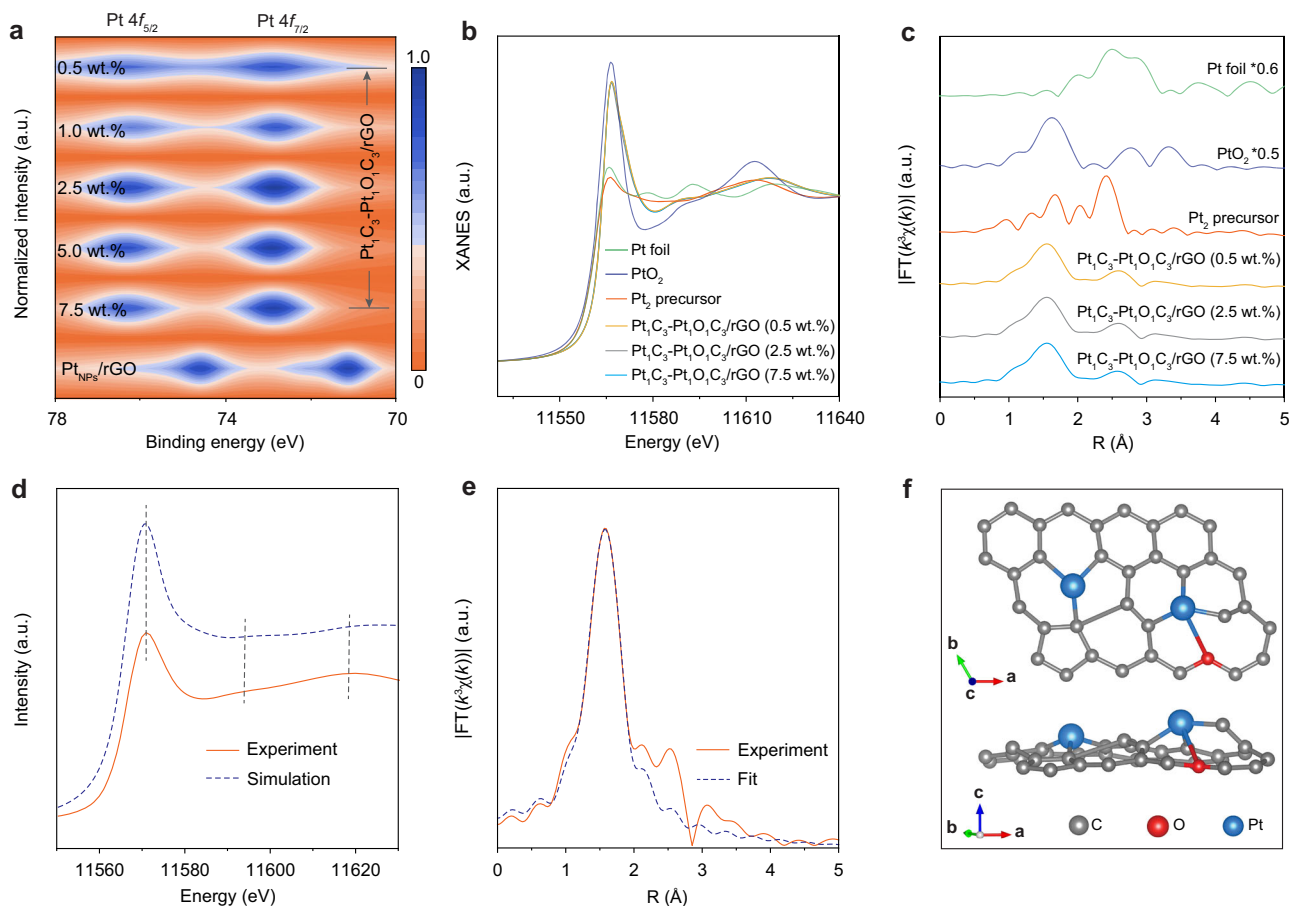 a
Pt 4f5/2
Pt 4f7/2
0.5 wt.%
1.0 wt.%
2.5 wt.%
5.0 wt.%
7.5 wt.%
PtNPs/rGO
Pt1C3-Pt1O1C3/rGO
1.0
0
Normalized intensity (a.u.)
78
74
70
Binding energy (eV)
b
XANES (a.u.)
Pt foil
PtO2
Pt2 precursor
Pt1C3-Pt1O1C3/rGO (0.5 wt.%)
Pt1C3-Pt1O1C3/rGO (2.5 wt.%)
Pt1C3-Pt1O1C3/rGO (7.5 wt.%)
11560
11580
11610
11640
Energy (eV)
c
|FT(k³χ(k))| (a.u.)
Pt foil *0.6
PtO2 *0.5
Pt2 precursor
Pt1C3-Pt1O1C3/rGO (0.5 wt.%)
Pt1C3-Pt1O1C3/rGO (2.5 wt.%)
Pt1C3-Pt1O1C3/rGO (7.5 wt.%)
0
1
2
3
4
5
R (Å)
d
Intensity (a.u.)
Experiment
Simulation
11560
11580
11600
11620
Energy (eV)
e
|FT(k³χ(k))| (a.u.)
Experiment
Fit
0
1
2
3
4
5
R (Å)
f
b
c
a
c
b
a
C
O
Pt